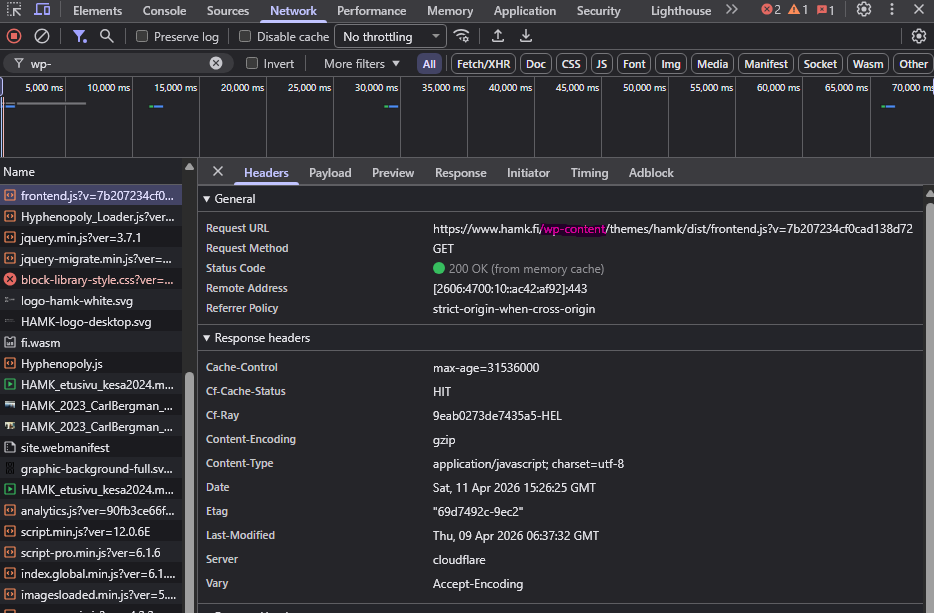 Elements Console Sources Network Performance Memory Application Security Lighthouse 2 1 1
Preserve log Disable cache No throttling
wp- Invert More filters All Fetch/XHR Doc CSS JS Font Img Media Manifest Socket Wasm Other
5,000 ms 10,000 ms 15,000 ms 20,000 ms 25,000 ms 30,000 ms 35,000 ms 40,000 ms 45,000 ms 50,000 ms 55,000 ms 60,000 ms 65,000 ms 70,000 ms
Name
frontend.js?v=7b207234cf0...
Hyphenopoly_Loader.js?ver...
jquery.min.js?ver=3.7.1
jquery-migrate.min.js?ver=...
block-library-style.css?ver=...
logo-hamk-white.svg
HAMK-logo-desktop.svg
fi.wasm
Hyphenopoly.js
HAMK_etusivu_kesa2024.m...
HAMK_2023_CarlBergman_...
HAMK_2023_CarlBergman_...
site.webmanifest
graphic-background-full.sv...
HAMK_etusivu_kesa2024.m...
analytics.js?ver=90fb3ce66f...
script.min.js?ver=12.0.6E
script-pro.min.js?ver=6.1.6
index.global.min.js?ver=6.1....
imagesloaded.min.js?ver=5....
Headers Payload Preview Response Initiator Timing Adblock
General
Request URL https://www.hamk.fi/wp-content/themes/hamk/dist/frontend.js?v=7b207234cf0cad138d72
Request Method GET
Status Code 200 OK (from memory cache)
Remote Address [2606:4700:10::ac42:af92]:443
Referrer Policy strict-origin-when-cross-origin
Response headers
Cache-Control max-age=31536000
Cf-Cache-Status HIT
Cf-Ray 9eab0273de7435a5-HEL
Content-Encoding gzip
Content-Type application/javascript; charset=utf-8
Date Sat, 11 Apr 2026 15:26:25 GMT
Etag "69d7492c-9ec2"
Last-Modified Thu, 09 Apr 2026 06:37:32 GMT
Server cloudflare
Vary Accept-Encoding